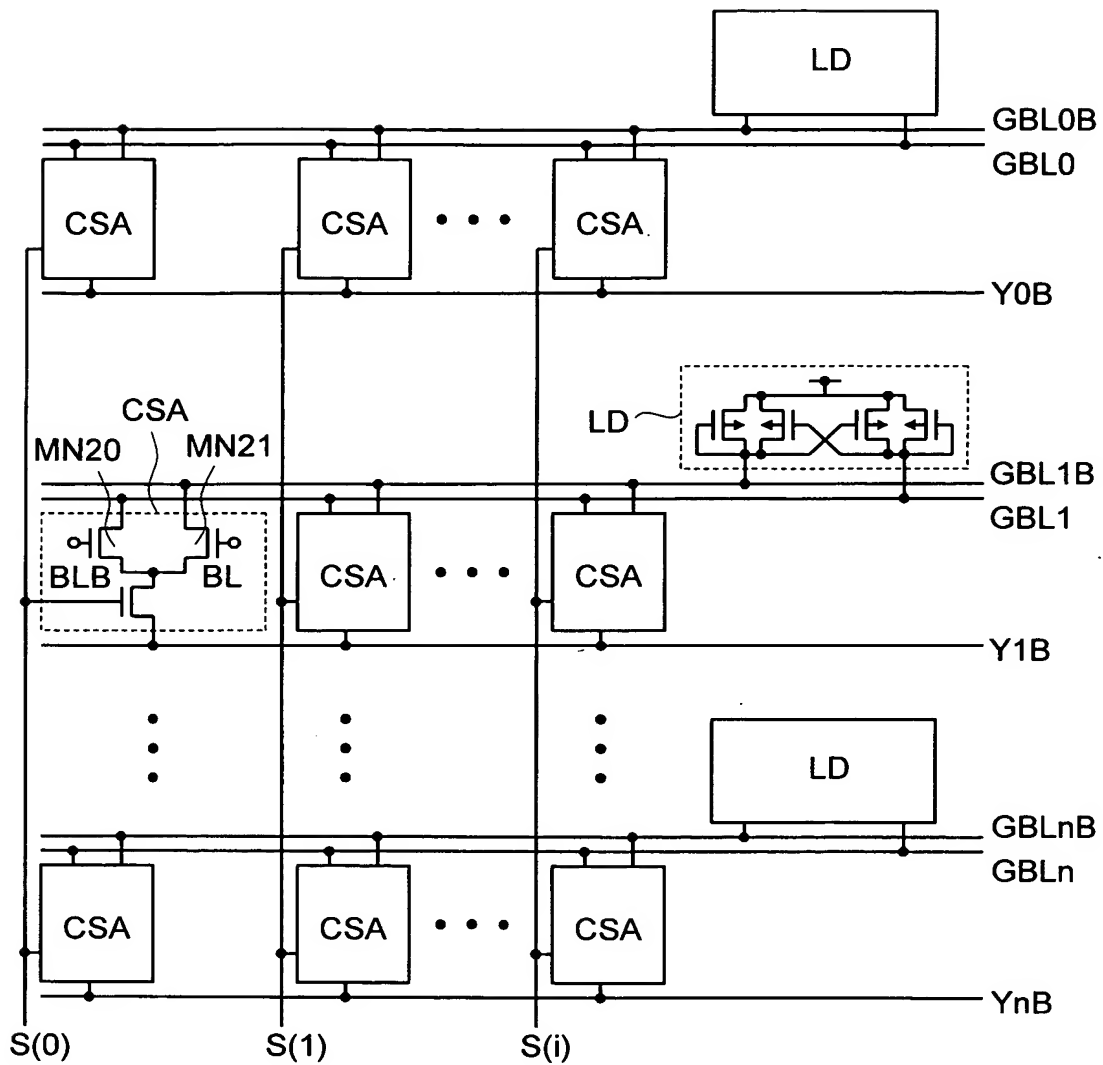 LD
GBL0B
GBL0
CSA CSA CSA
Y0B
CSA
LD
MN20 MN21
GBL1B
GBL1
BLB BL
CSA CSA
Y1B
LD
GBLnB
GBLn
CSA CSA CSA
YnB
S(0) S(1) S(i)